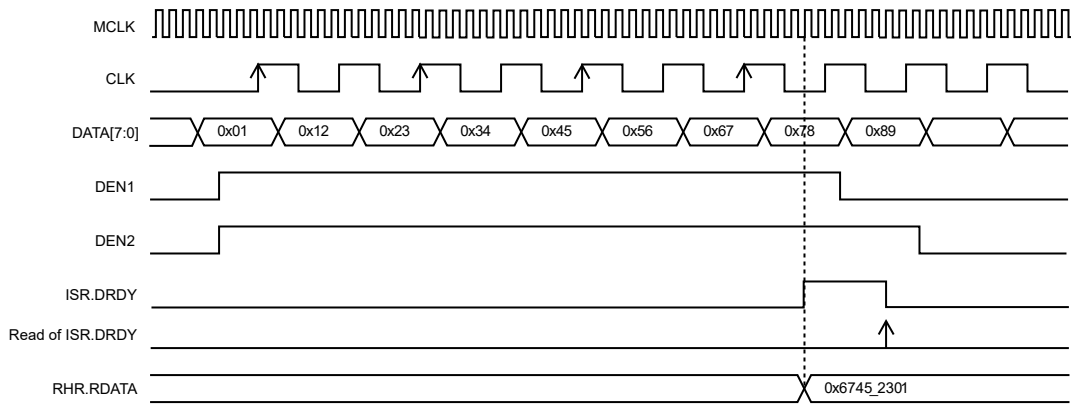 MCLK
CLK
DATA[7:0] 0x01 0x12 0x23 0x34 0x45 0x56 0x67 0x78 0x89
DEN1
DEN2
ISR.DRDY
Read of ISR.DRDY
RHR.RDATA 0x6745_2301